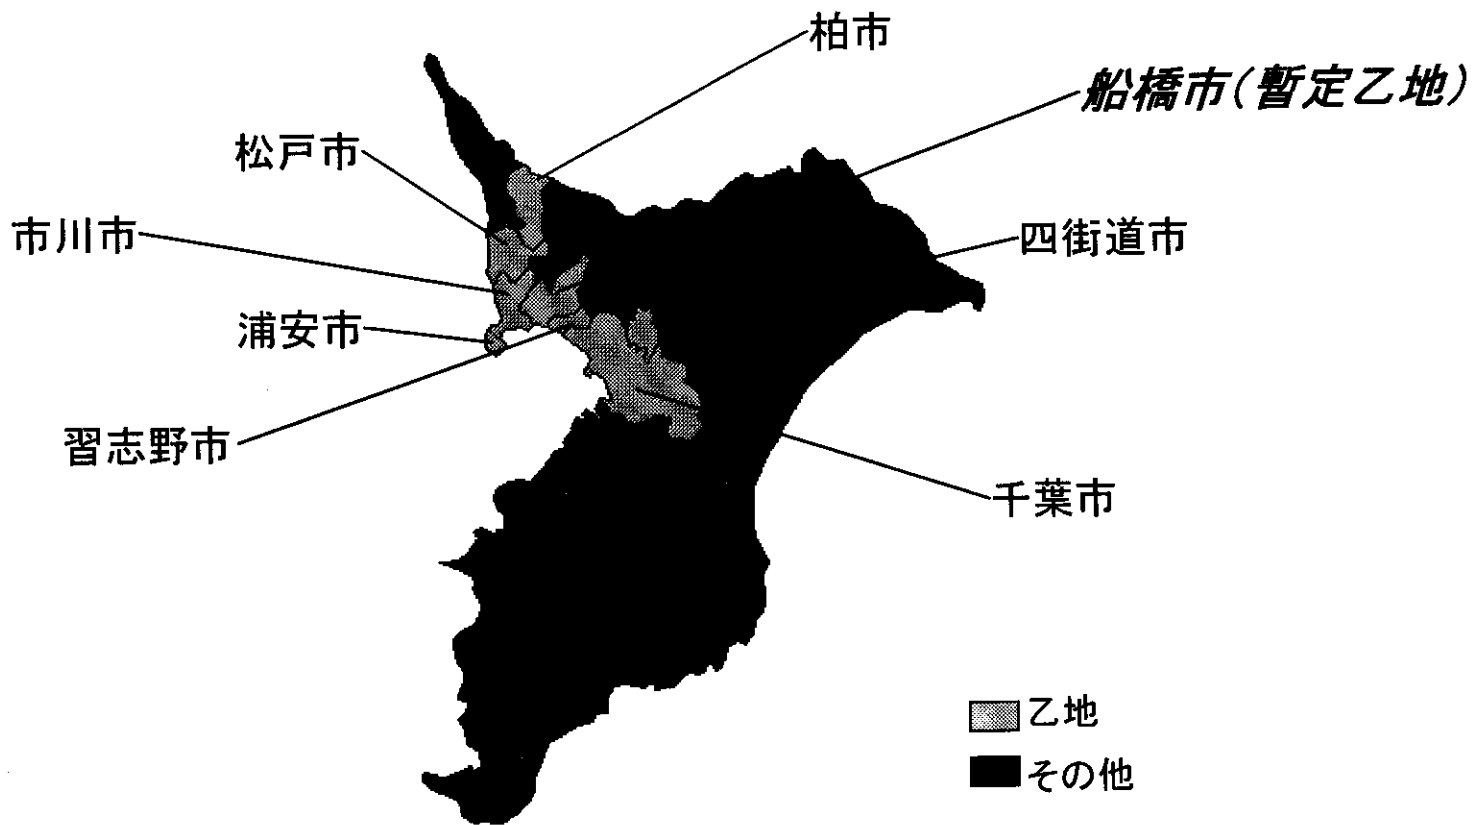 柏市
船橋市(暫定乙地)
松戸市
市川市
四街道市
浦安市
習志野市
千葉市
乙地
その他